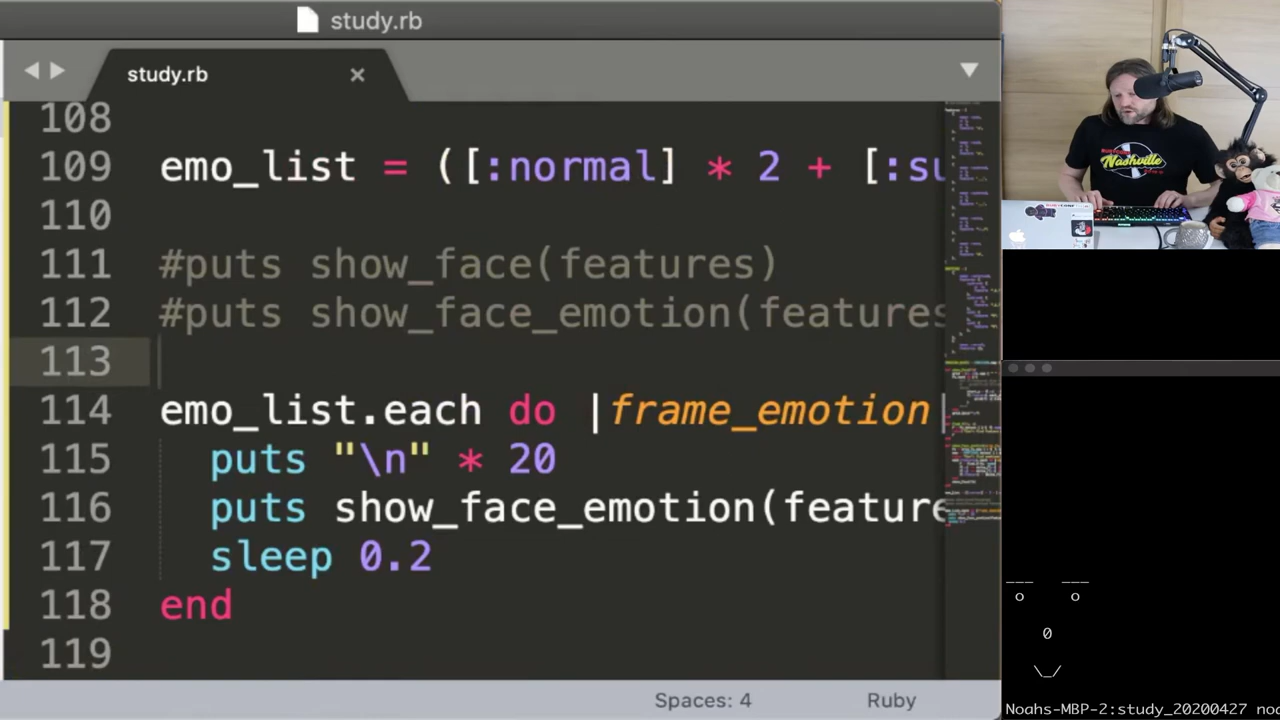 study.rb
study.rb
108
109 emo_list = ([:normal] * 2 + [:su
110
111 #puts show_face(features)
112 #puts show_face_emotion(features
113
114 emo_list.each do |frame_emotion|
115 puts "\n" * 20
116 puts show_face_emotion(feature
117 sleep 0.2
118 end
119
Spaces: 4 Ruby
Nashville
___ ___
o o
0
\_/
Noahs-MBP-2:study_20200427 noa